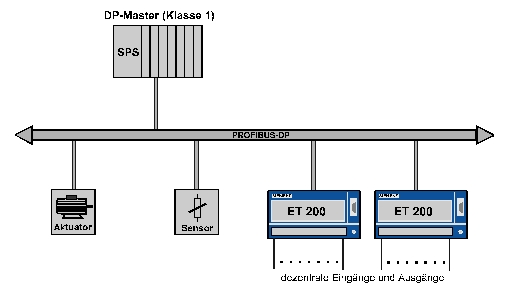 DP-Master (Klasse 1)
SPS
PROFIBUS-DP
Aktuator
Sensor
ET 200
ET 200
dezentrale Eingänge und Ausgänge